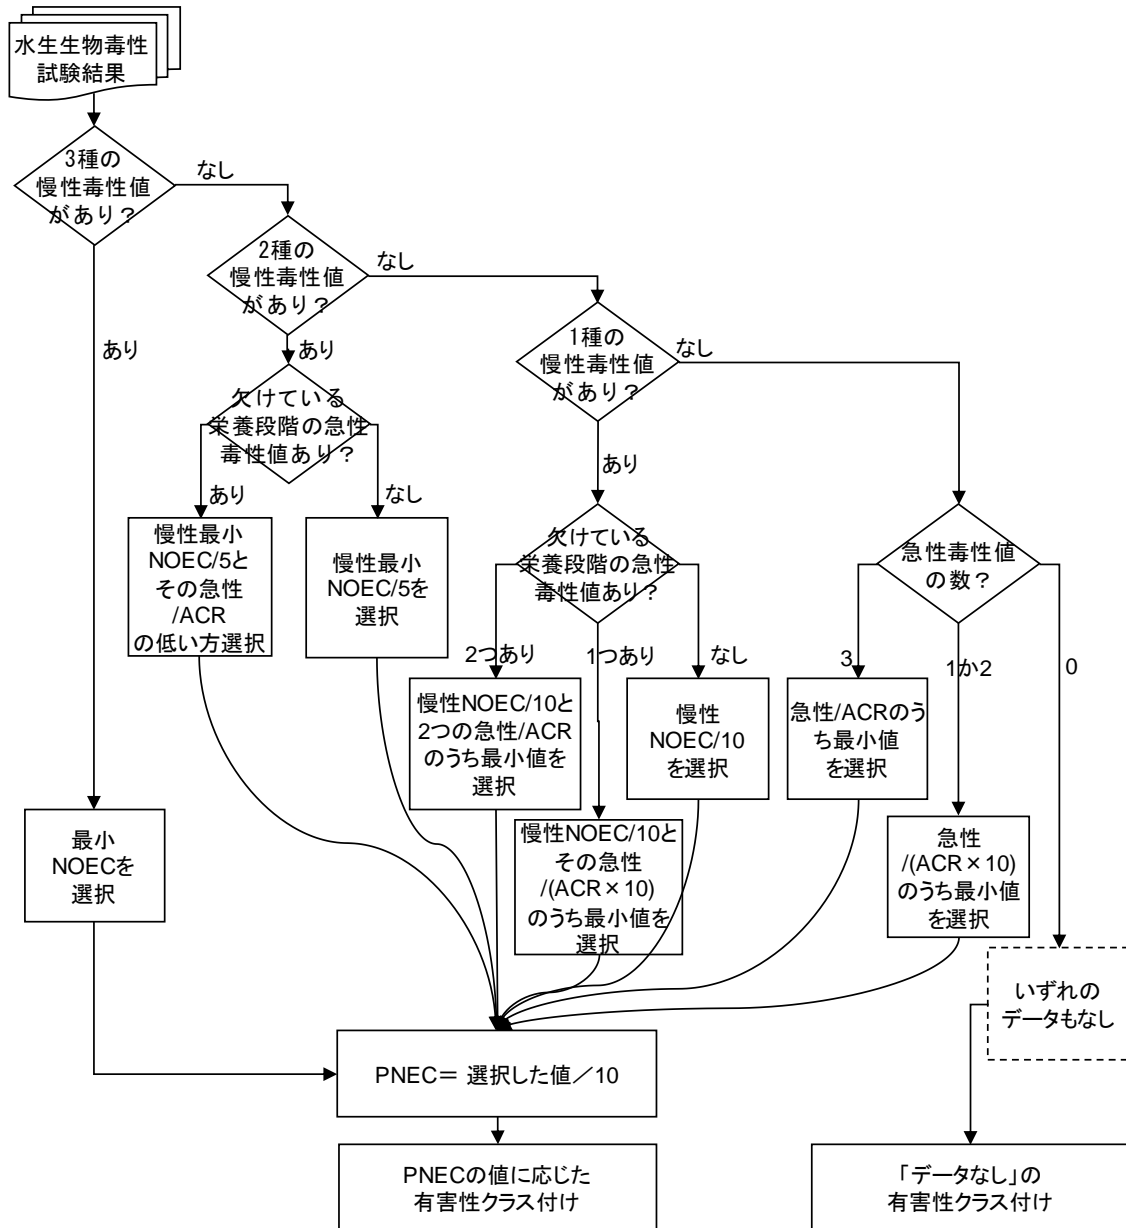 水生生物毒性
試験結果
3種の
慢性毒性値
があり？
なし
あり
2種の
慢性毒性値
があり？
なし
あり
1種の
慢性毒性値
があり？
なし
あり
欠けている
栄養段階の急性
毒性値あり？
あり
なし
慢性最小
NOEC/5と
その急性
/ACR
の低い方選択
慢性最小
NOEC/5を
選択
欠けている
栄養段階の急性
毒性値あり？
2つあり
1つあり
なし
急性毒性値
の数？
3
1か2
0
慢性NOEC/10と
2つの急性/ACR
のうち最小値を
選択
慢性
NOEC/10
を選択
急性/ACRのう
ち最小値
を選択
最小
NOECを
選択
慢性NOEC/10と
その急性
/(ACR×10)
のうち最小値を
選択
急性
/(ACR×10)
のうち最小値
を選択
いずれの
データもなし
PNEC＝ 選択した値／10
PNECの値に応じた
有害性クラス付け
「データなし」の
有害性クラス付け